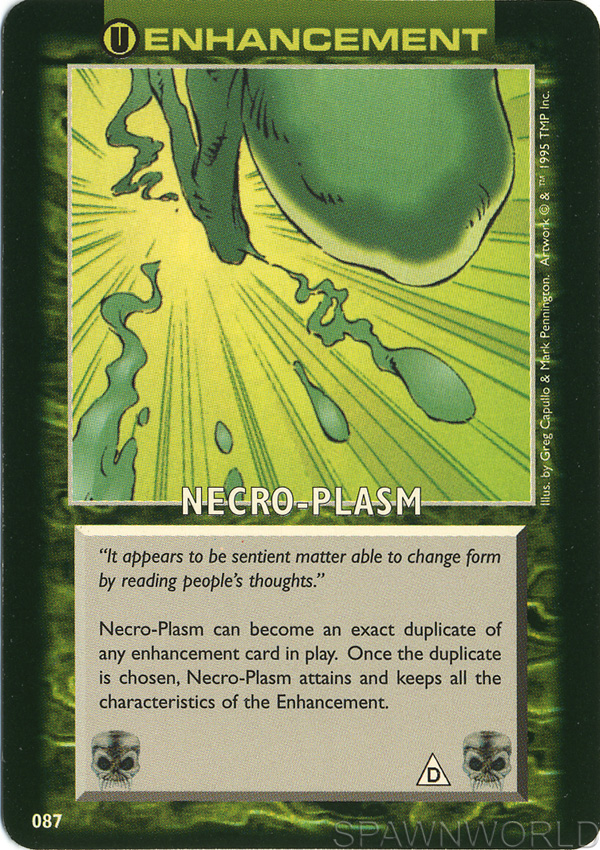 U ENHANCEMENT
Illus. by Greg Capullo & Mark Pennington. Artwork © & ™ 1995 TMP Inc.
NECRO-PLASM
“It appears to be sentient matter able to change form
by reading people’s thoughts.”
Necro-Plasm can become an exact duplicate of
any enhancement card in play. Once the duplicate
is chosen, Necro-Plasm attains and keeps all the
characteristics of the Enhancement.
D
087
SPAWNWORLD